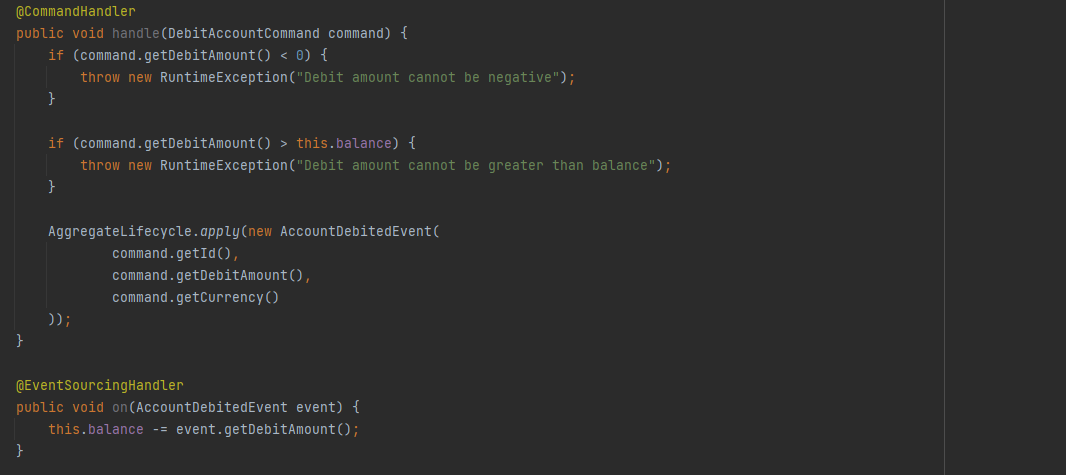 @CommandHandler
public void handle(DebitAccountCommand command) {
if (command.getDebitAmount() < 0) {
throw new RuntimeException("Debit amount cannot be negative");
}
if (command.getDebitAmount() > this.balance) {
throw new RuntimeException("Debit amount cannot be greater than balance");
}
AggregateLifecycle.apply(new AccountDebitedEvent(
command.getId(),
command.getDebitAmount(),
command.getCurrency()
));
}
@EventSourcingHandler
public void on(AccountDebitedEvent event) {
this.balance -= event.getDebitAmount();
}